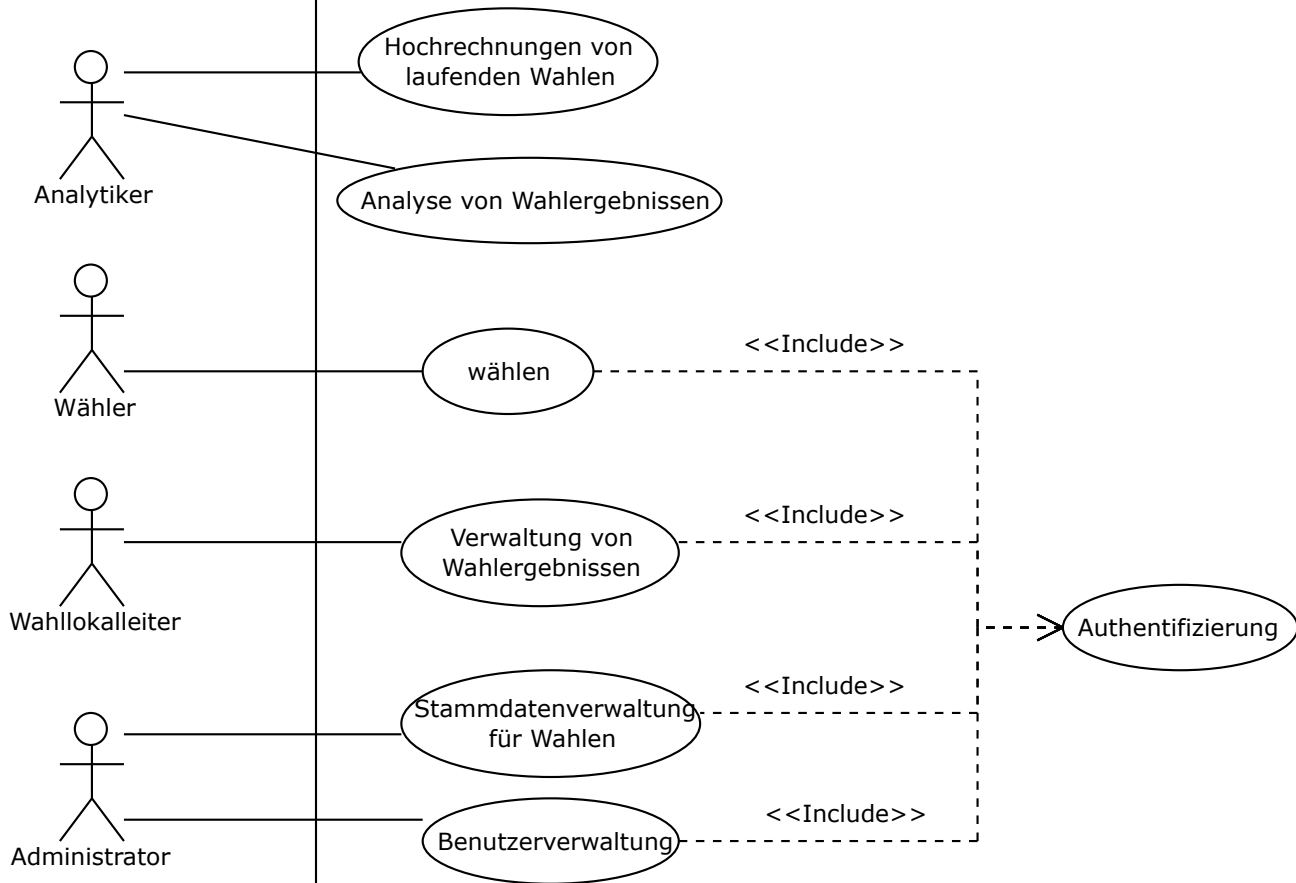 Hochrechnungen von
laufenden Wahlen
Analytiker
Analyse von Wahlergebnissen
<<Include>>
wählen
Wähler
<<Include>>
Verwaltung von
Wahlergebnissen
Wahllokalleiter
Authentifizierung
<<Include>>
Stammdatenverwaltung
für Wahlen
<<Include>>
Benutzerverwaltung
Administrator